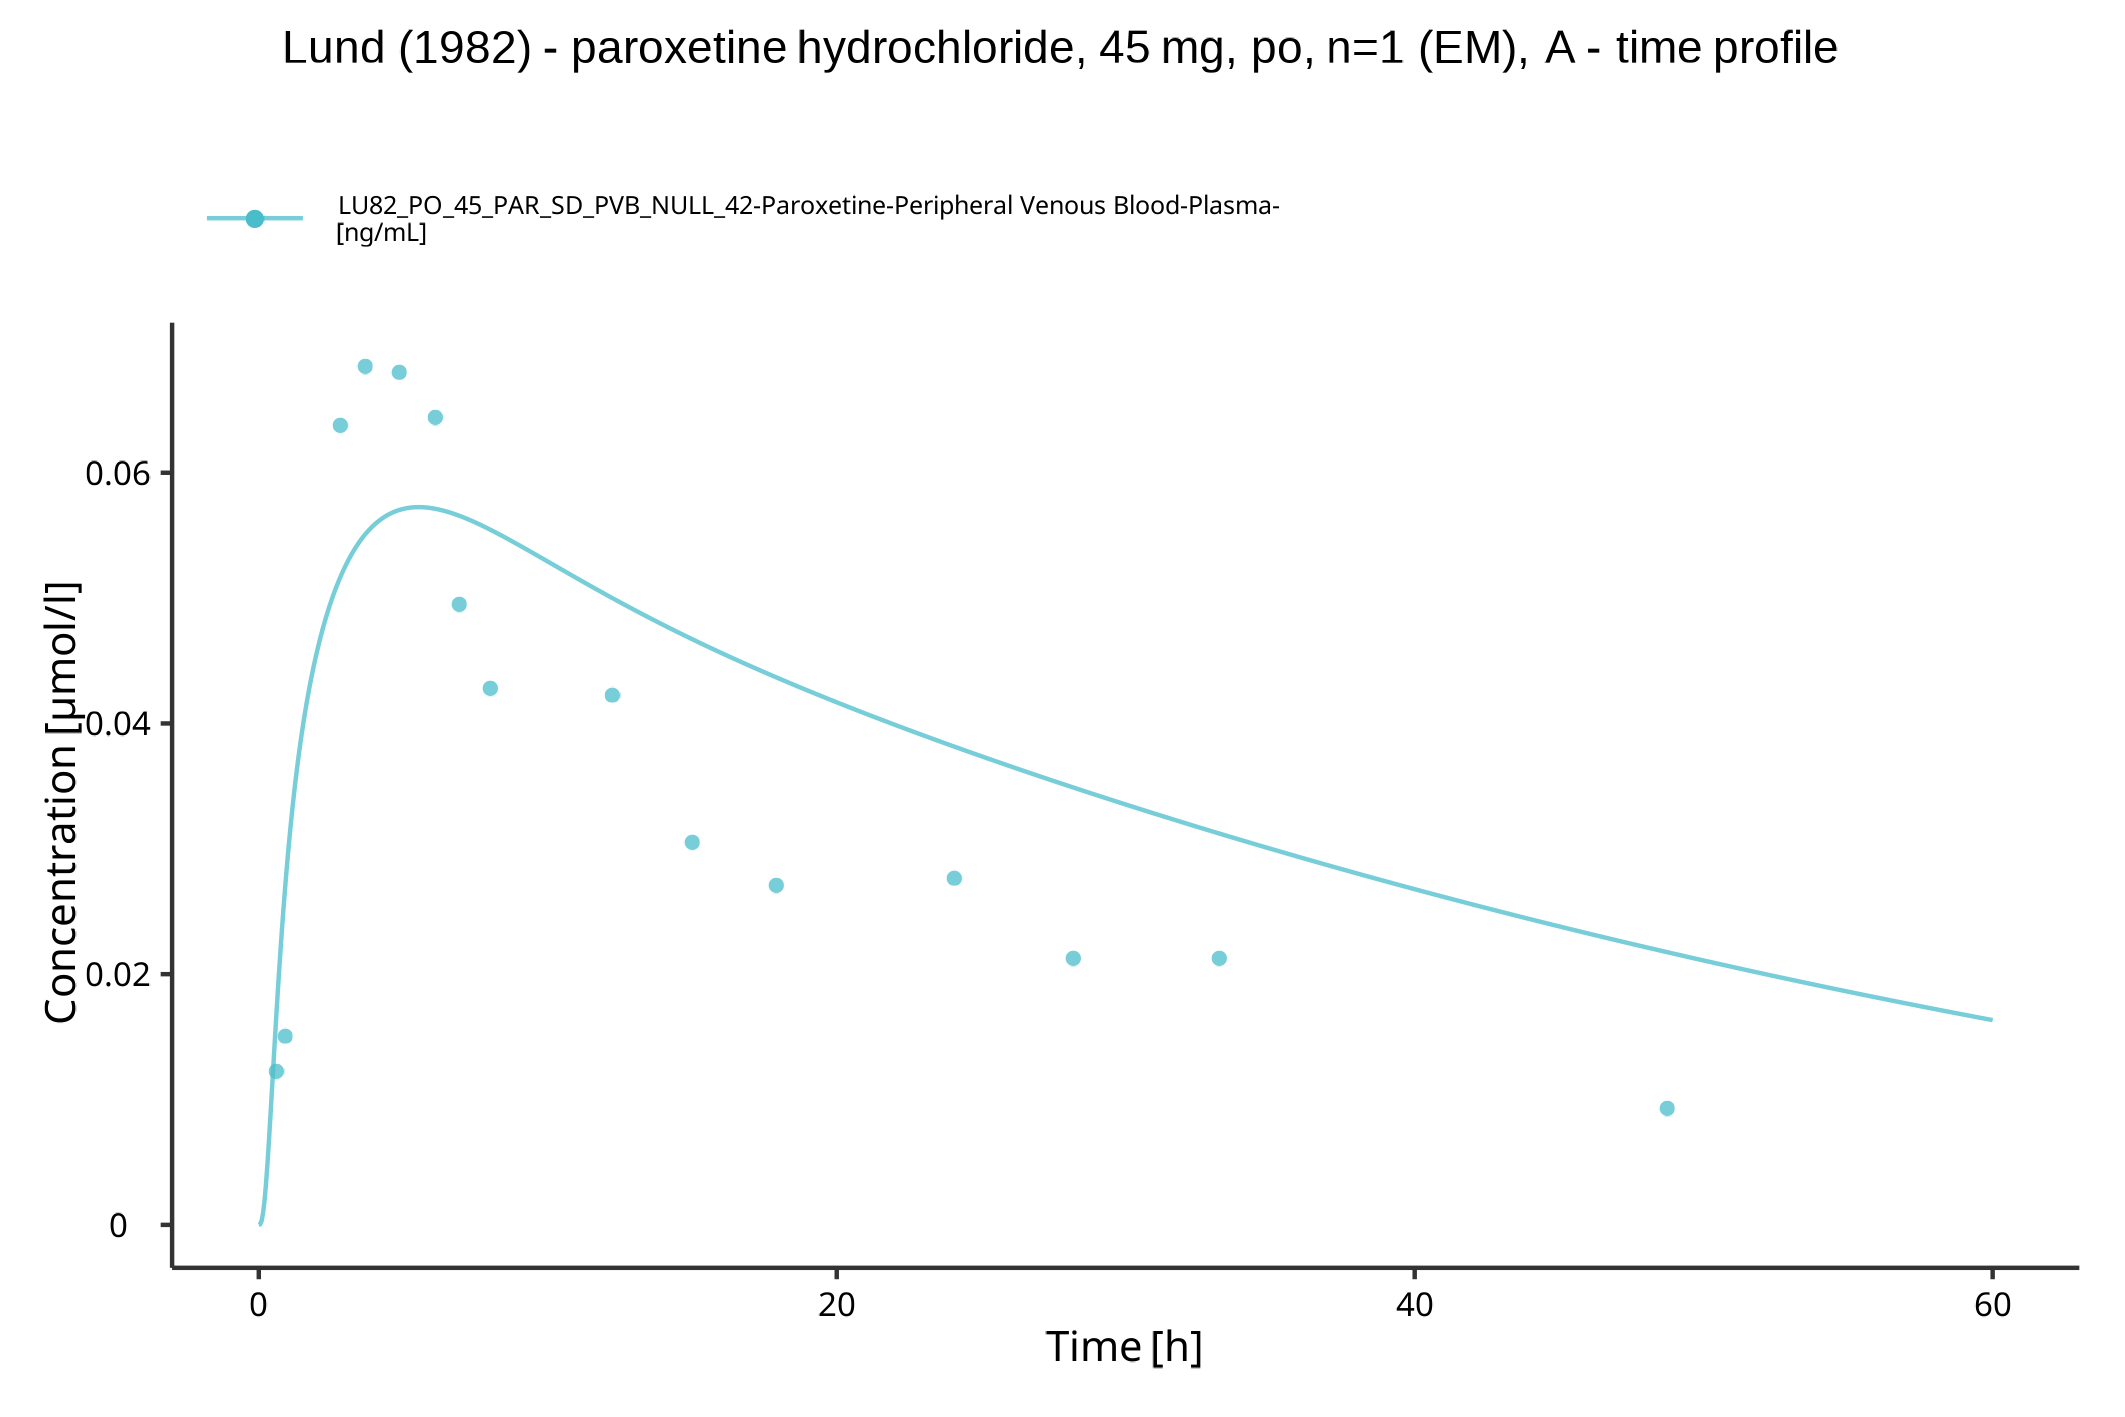 Lund (1982) - paroxetine hydrochloride, 45 mg, po, n=1 (EM), A - time profile
LU82_PO_45_PAR_SD_PVB_NULL_42-Paroxetine-Peripheral Venous Blood-Plasma-
[ng/mL]
Concentration [µmol/l]
0.06
0.04
0.02
0
0
20
40
60
Time [h]